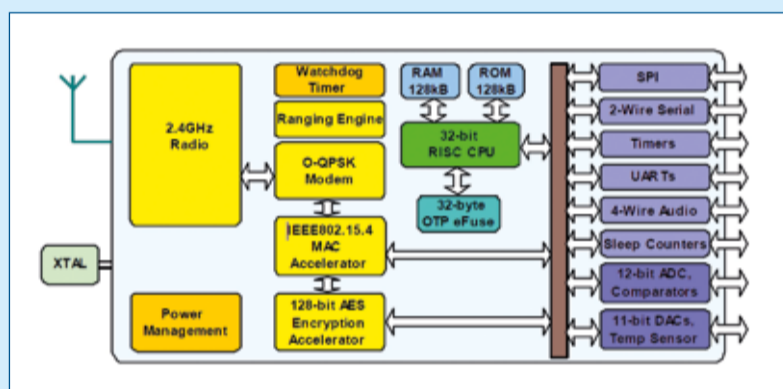 2.4GHz
Radio
Watchdog
Timer
Ranging Engine
O-QPSK
Modem
IEEE802.15.4
MAC
Accelerator
128-bit AES
Encryption
Accelerator
Power
Management
XTAL
RAM
128kB
ROM
128kB
32-bit
RISC CPU
32-byte
OTP eFuse
SPI
2-Wire Serial
Timers
UARTs
4-Wire Audio
Sleep Counters
12-bit ADC,
Comparators
11-bit DACs,
Temp Sensor